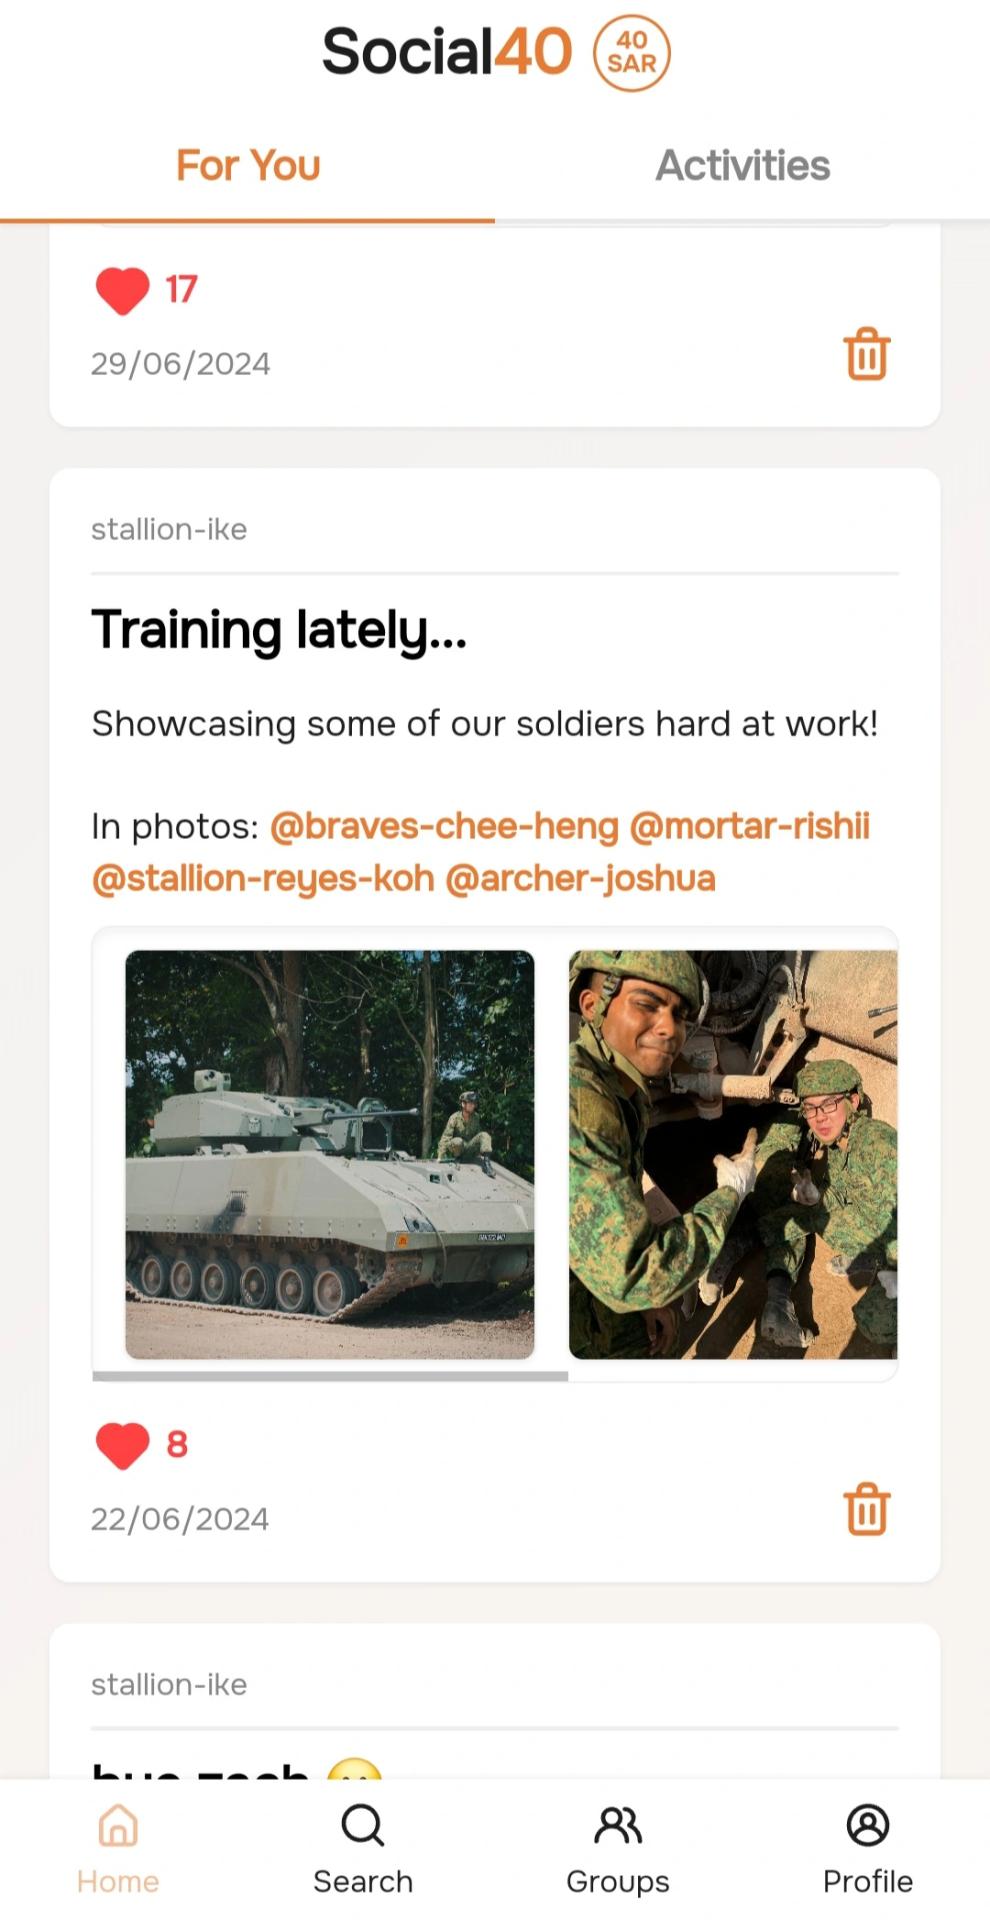 Social40 40 SAR
For You Activities
17
29/06/2024
stallion-ike
Training lately...
Showcasing some of our soldiers hard at work!
In photos: @braves-chee-heng @mortar-rishii
@stallion-reyes-koh @archer-joshua
8
22/06/2024
stallion-ike
bye zach
Home Search Groups Profile